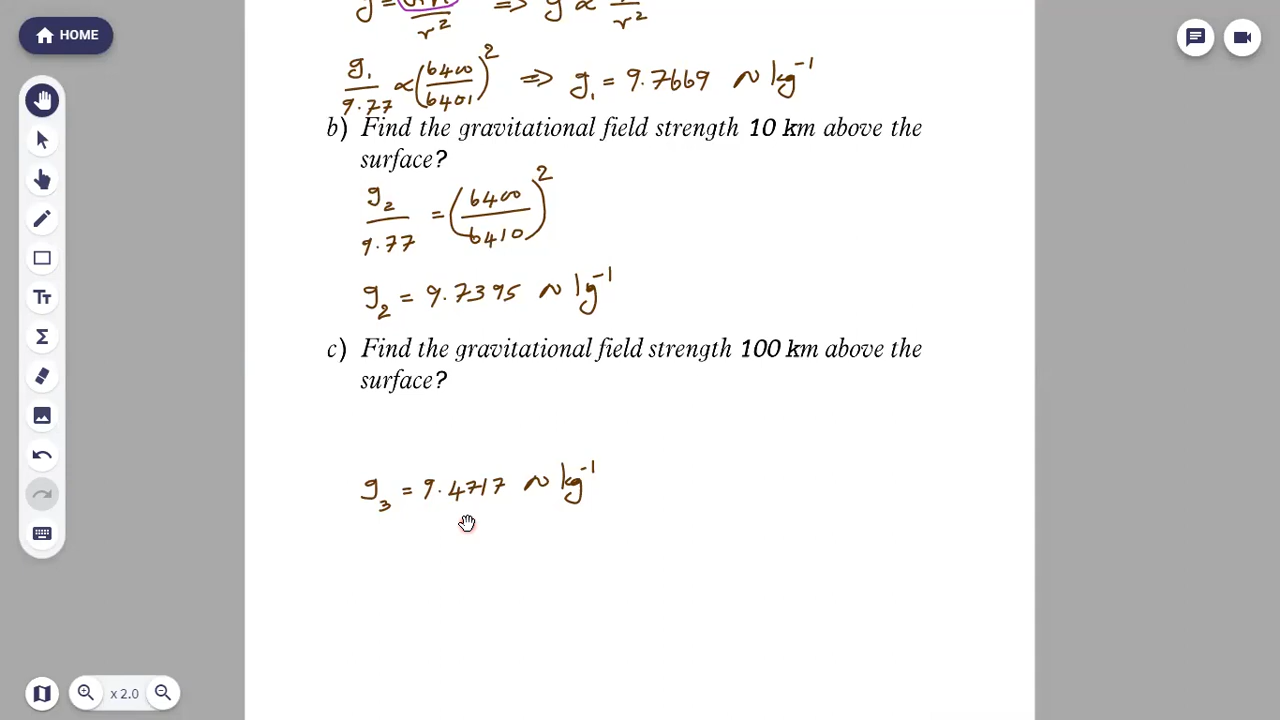 HOME
r² => g ∝ r²
g₁/9.77 ∝ (6400/6401)² => g₁ = 9.7669 N kg⁻¹
b) Find the gravitational field strength 10 km above the
surface?
g₂/9.77 = (6400/6410)²
g₂ = 9.7395 N kg⁻¹
c) Find the gravitational field strength 100 km above the
surface?
g₃ = 9.4717 N kg⁻¹
x 2.0